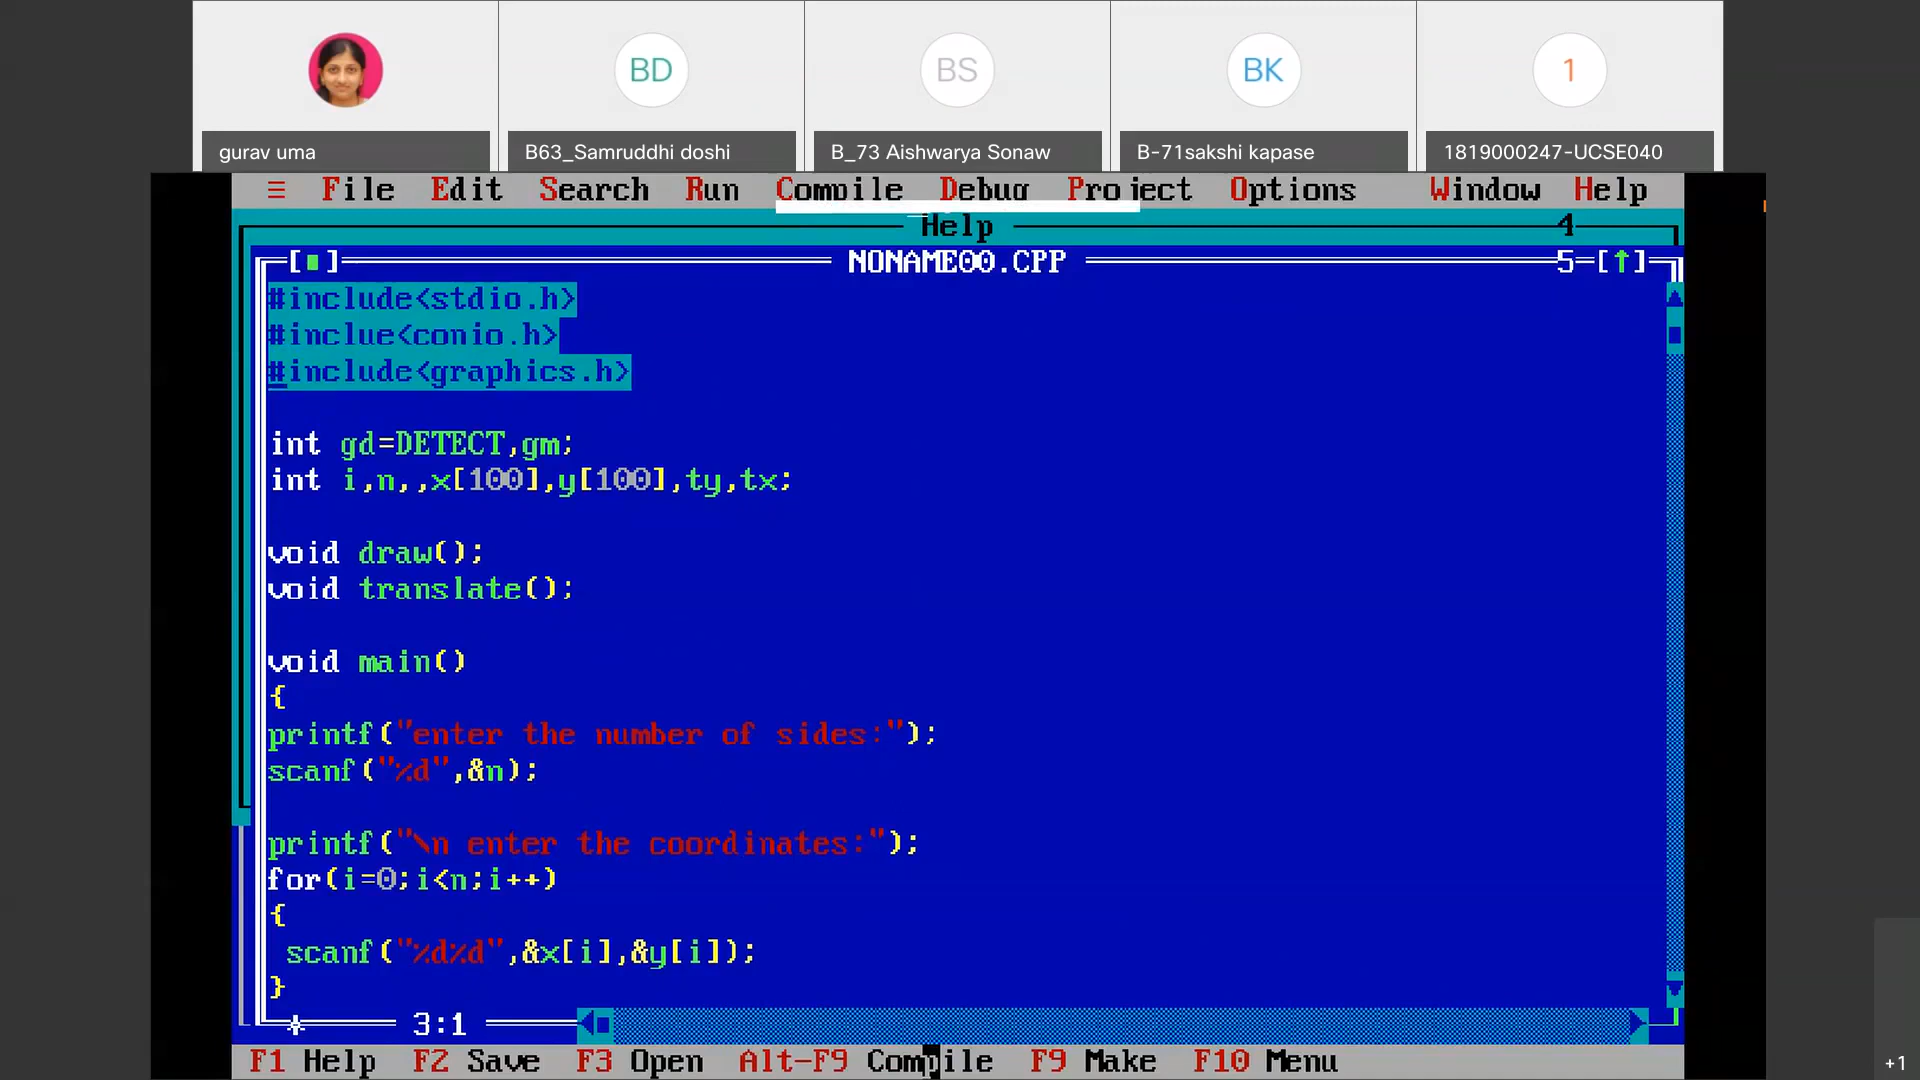 BD BS BK 1
gurav uma B63_Samruddhi doshi B_73 Aishwarya Sonaw B-71sakshi kapase 1819000247-UCSE040
≡ File Edit Search Run Compile Debug Project Options Window Help
Help 4
[■] NONAME00.CPP 5=[↑]
#include<stdio.h>
#inclue<conio.h>
#include<graphics.h>
int gd=DETECT,gm;
int i,n,,x[100],y[100],ty,tx;
void draw();
void translate();
void main()
{
printf("enter the number of sides:");
scanf("%d",&n);
printf("\n enter the coordinates:");
for(i=0;i<n;i++)
{
scanf("%d%d",&x[i],&y[i]);
}
* 3:1
F1 Help F2 Save F3 Open Alt-F9 Compile F9 Make F10 Menu
+1